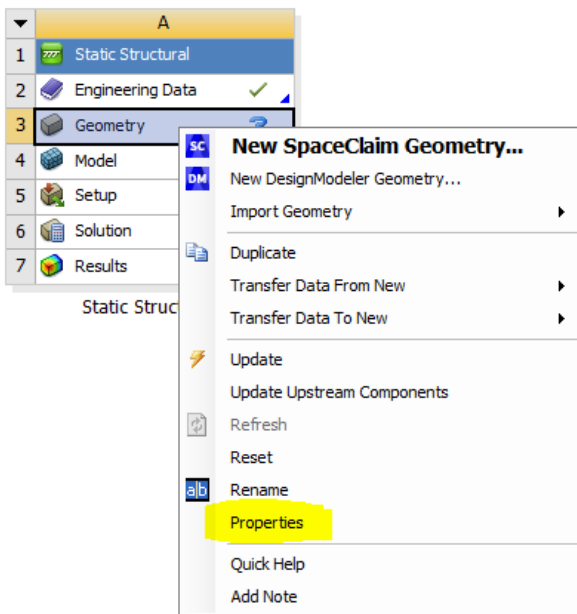 A
1 Static Structural
2 Engineering Data
3 Geometry
4 Model
5 Setup
6 Solution
7 Results
Static Struc
SC New SpaceClaim Geometry...
DM New DesignModeler Geometry...
Import Geometry
Duplicate
Transfer Data From New
Transfer Data To New
Update
Update Upstream Components
Refresh
Reset
a|b Rename
Properties
Quick Help
Add Note